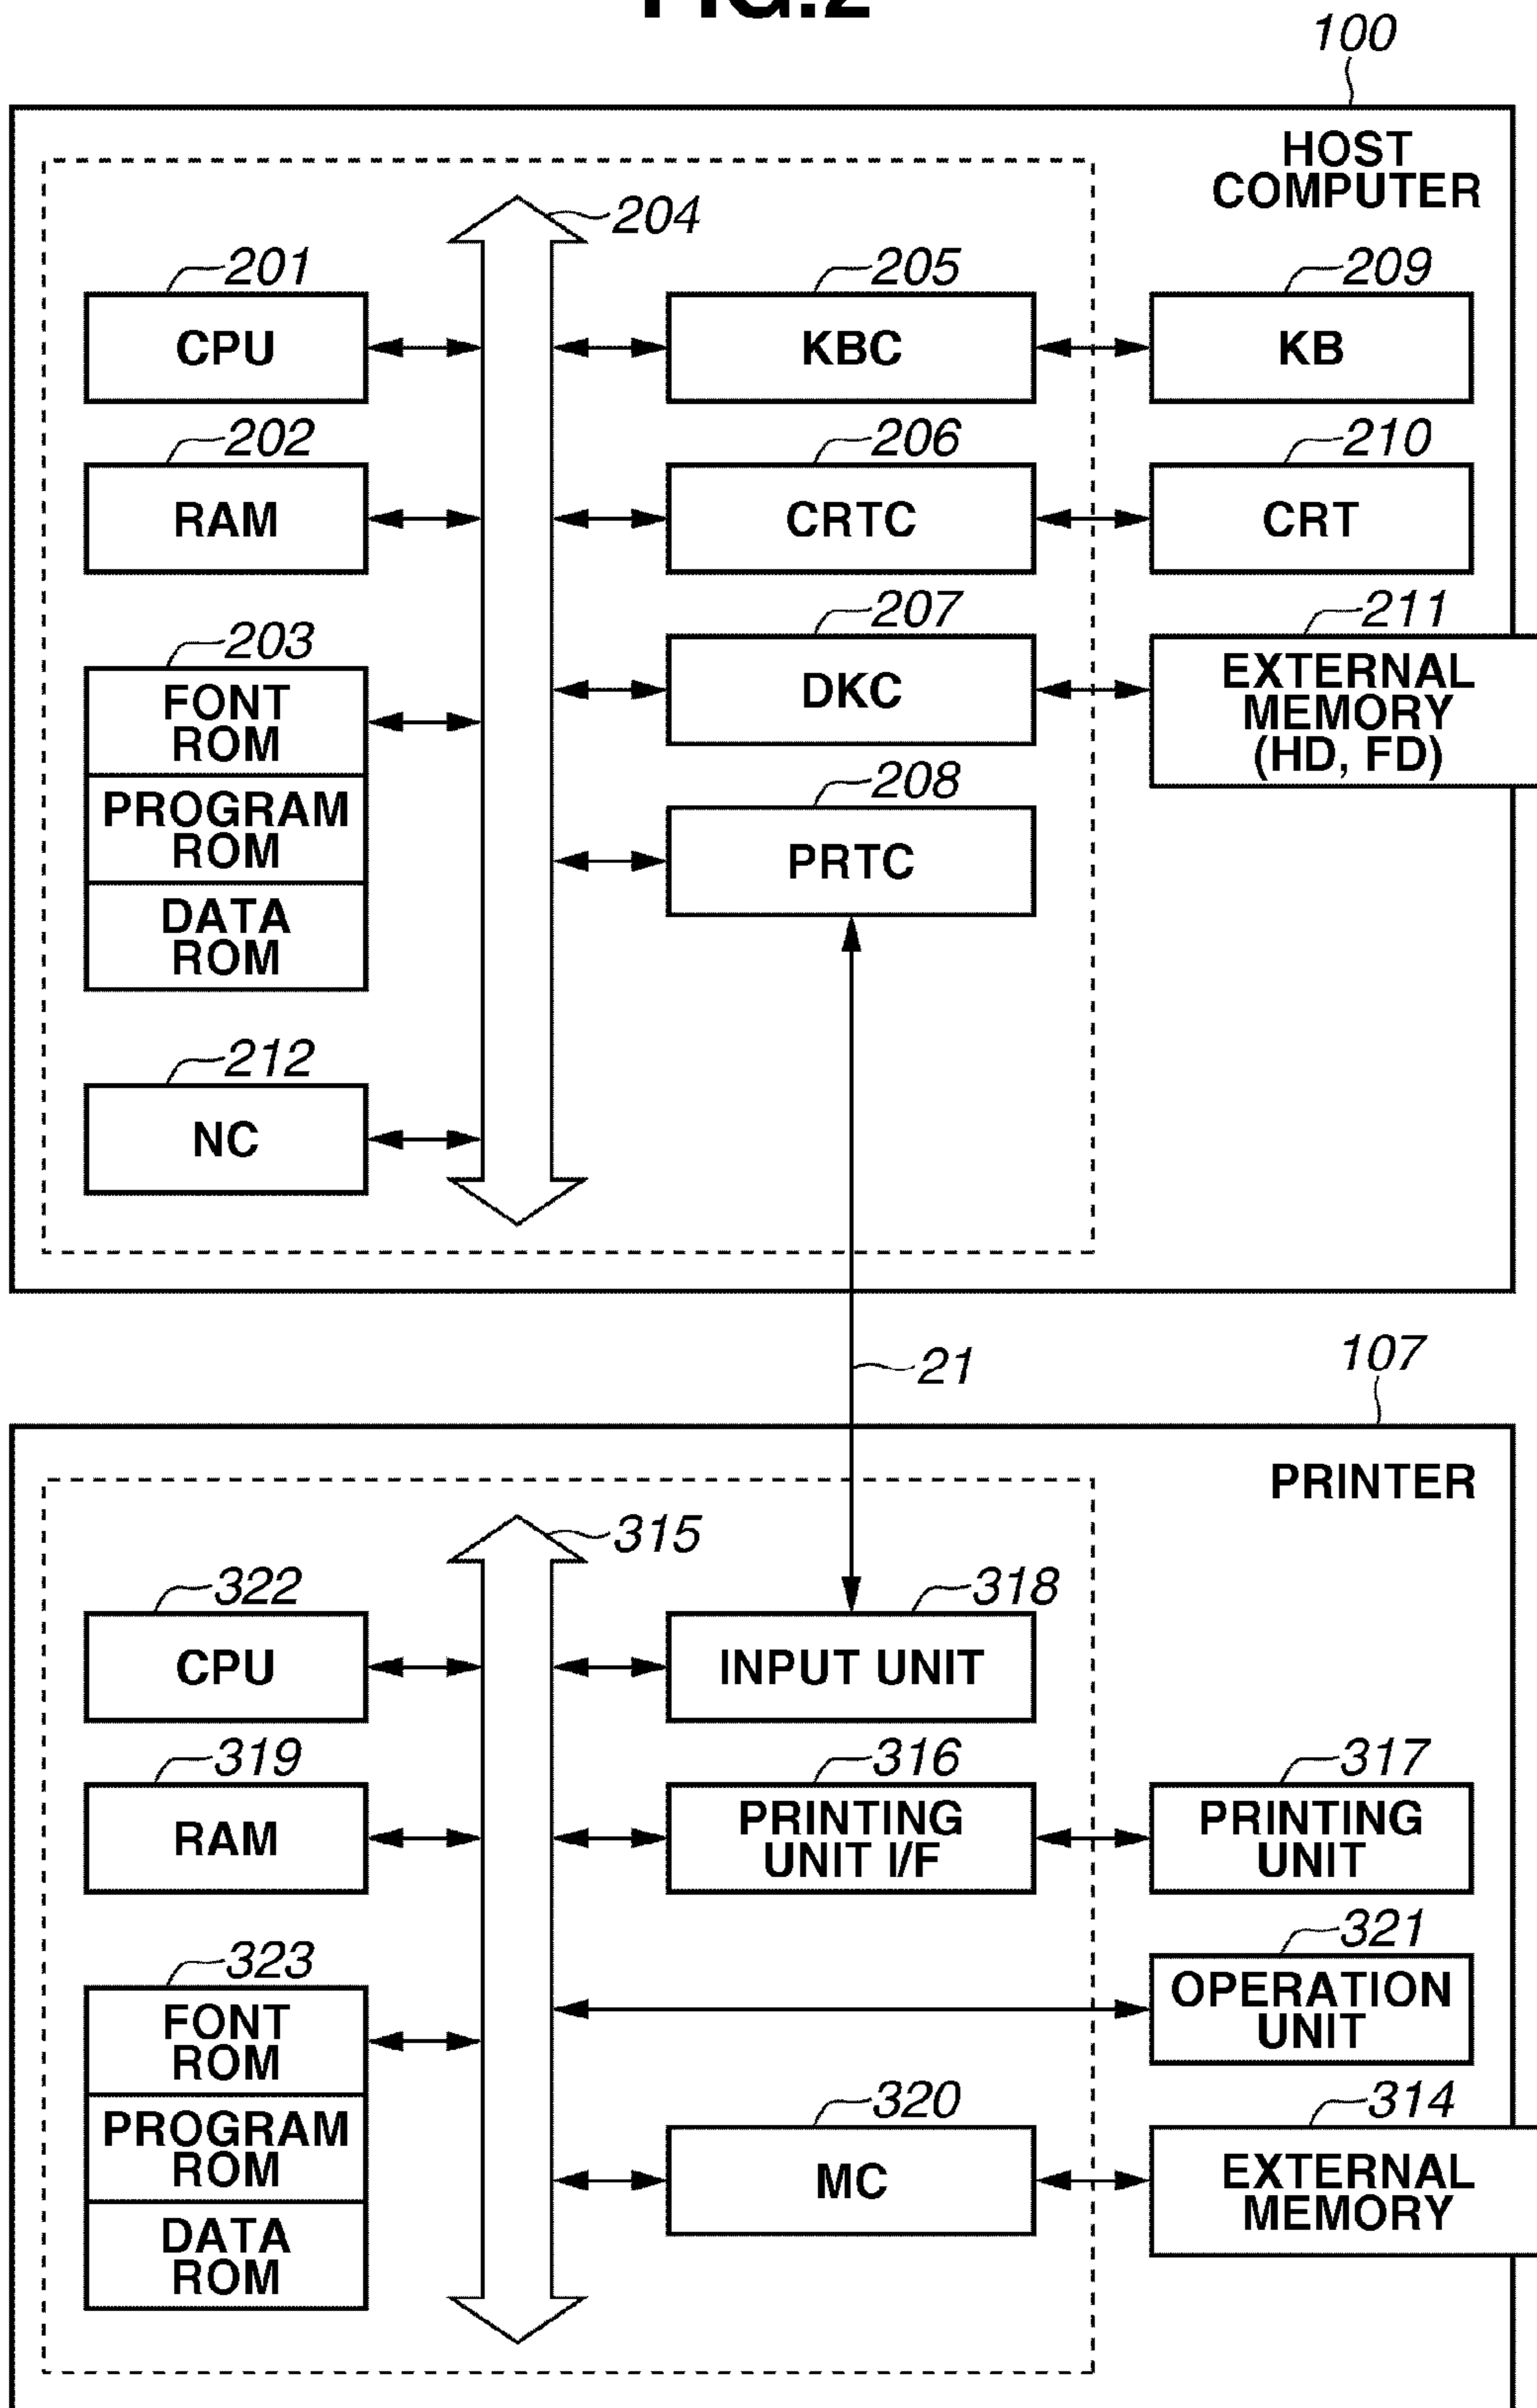 FIG.2
100
HOST
COMPUTER
204
201
205
209
CPU
KBC
KB
202
206
210
RAM
CRTC
CRT
207
211
203
FONT
ROM
DKC
EXTERNAL
MEMORY
(HD, FD)
208
PROGRAM
ROM
PRTC
DATA
ROM
212
NC
21
107
PRINTER
315
322
318
CPU
INPUT UNIT
319
316
317
RAM
PRINTING
UNIT I/F
PRINTING
UNIT
321
323
OPERATION
UNIT
FONT
ROM
320
314
PROGRAM
ROM
MC
EXTERNAL
MEMORY
DATA
ROM